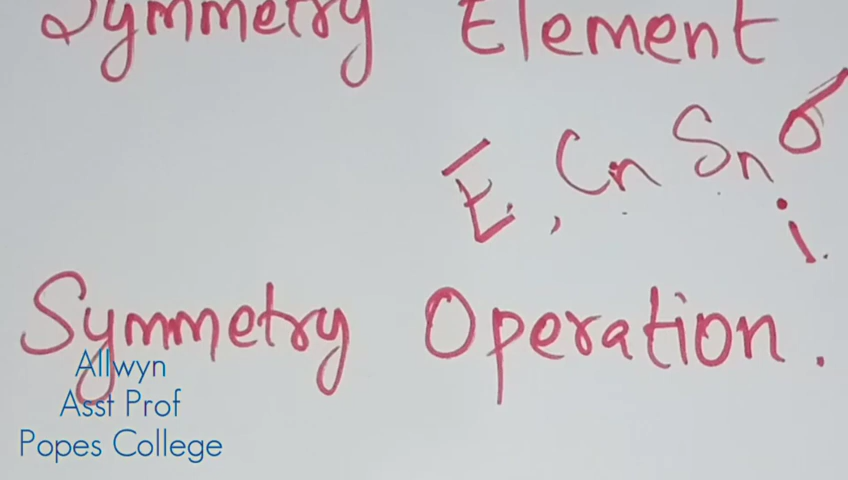 Symmetry Element
E, Cn Sn σ
i.
Symmetry Operation.
Allwyn
Asst Prof
Popes College